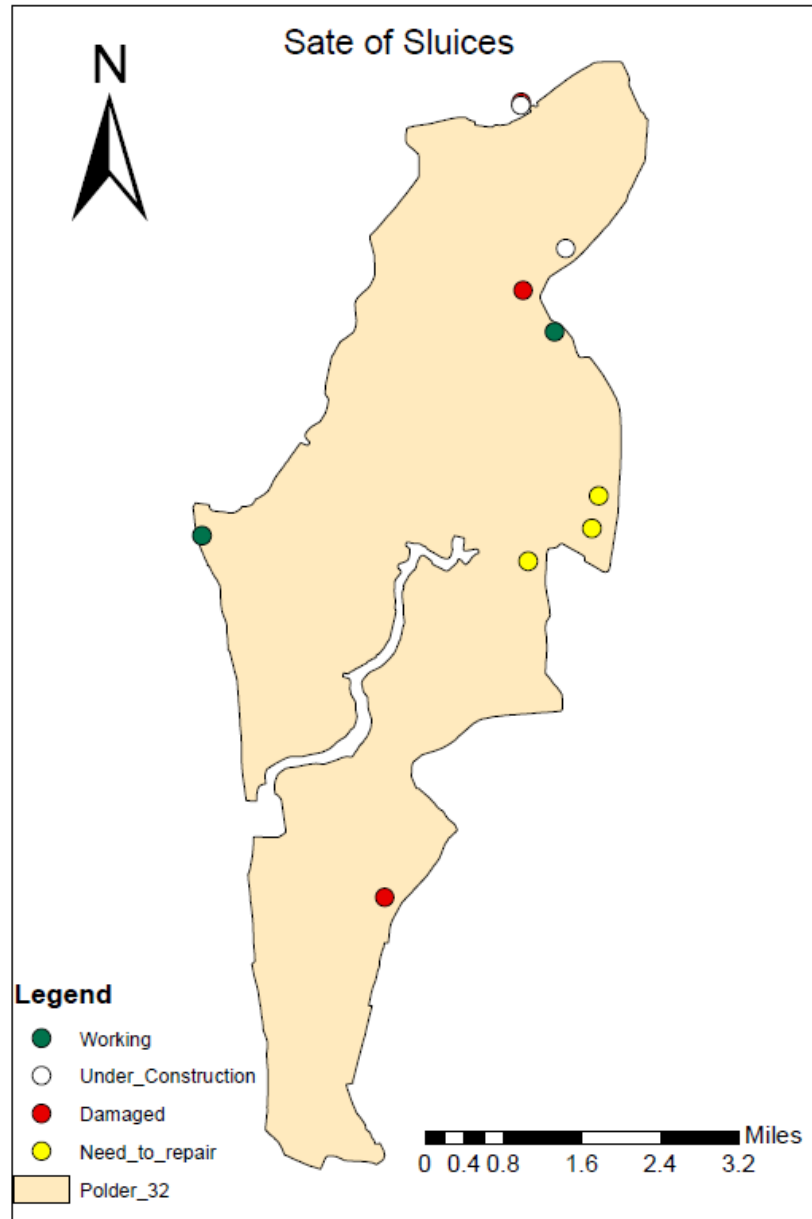 Sate of Sluices
N
Legend
Working
Under_Construction
Damaged
Need_to_repair
Polder_32
Miles
0 0.4 0.8 1.6 2.4 3.2